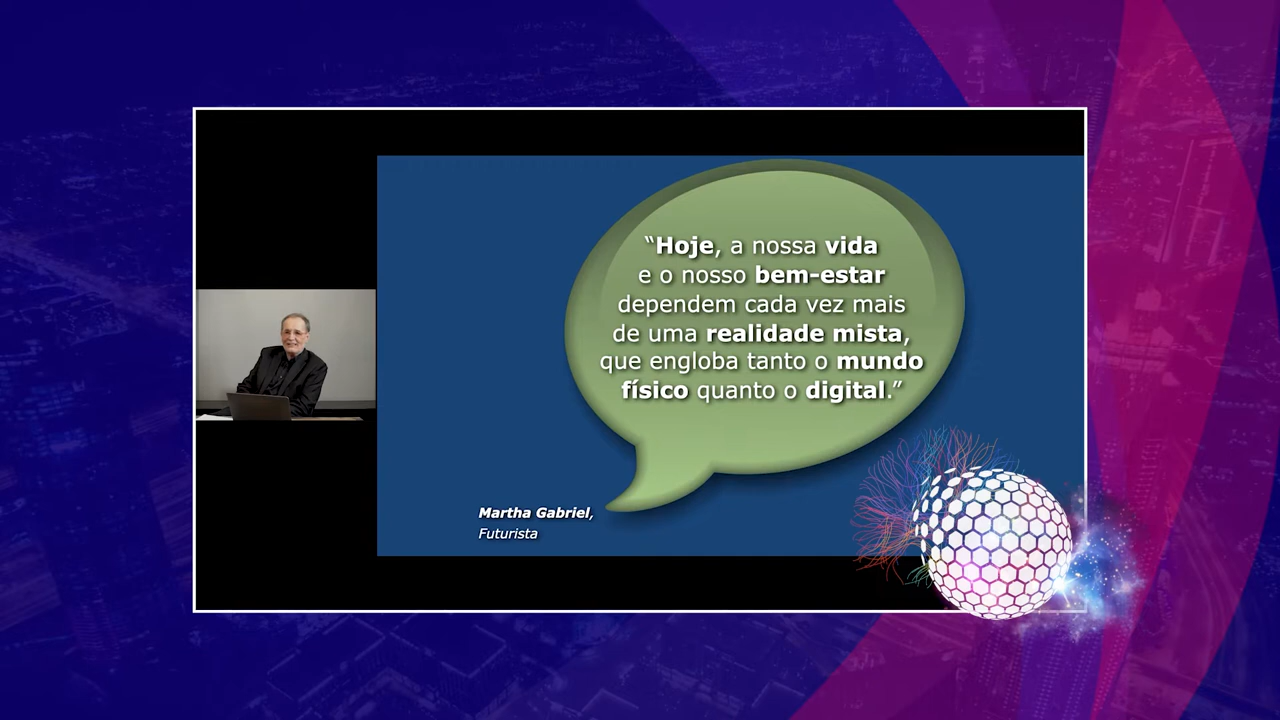 “Hoje, a nossa vida
e o nosso bem-estar
dependem cada vez mais
de uma realidade mista,
que engloba tanto o mundo
físico quanto o digital.”
Martha Gabriel,
Futurista